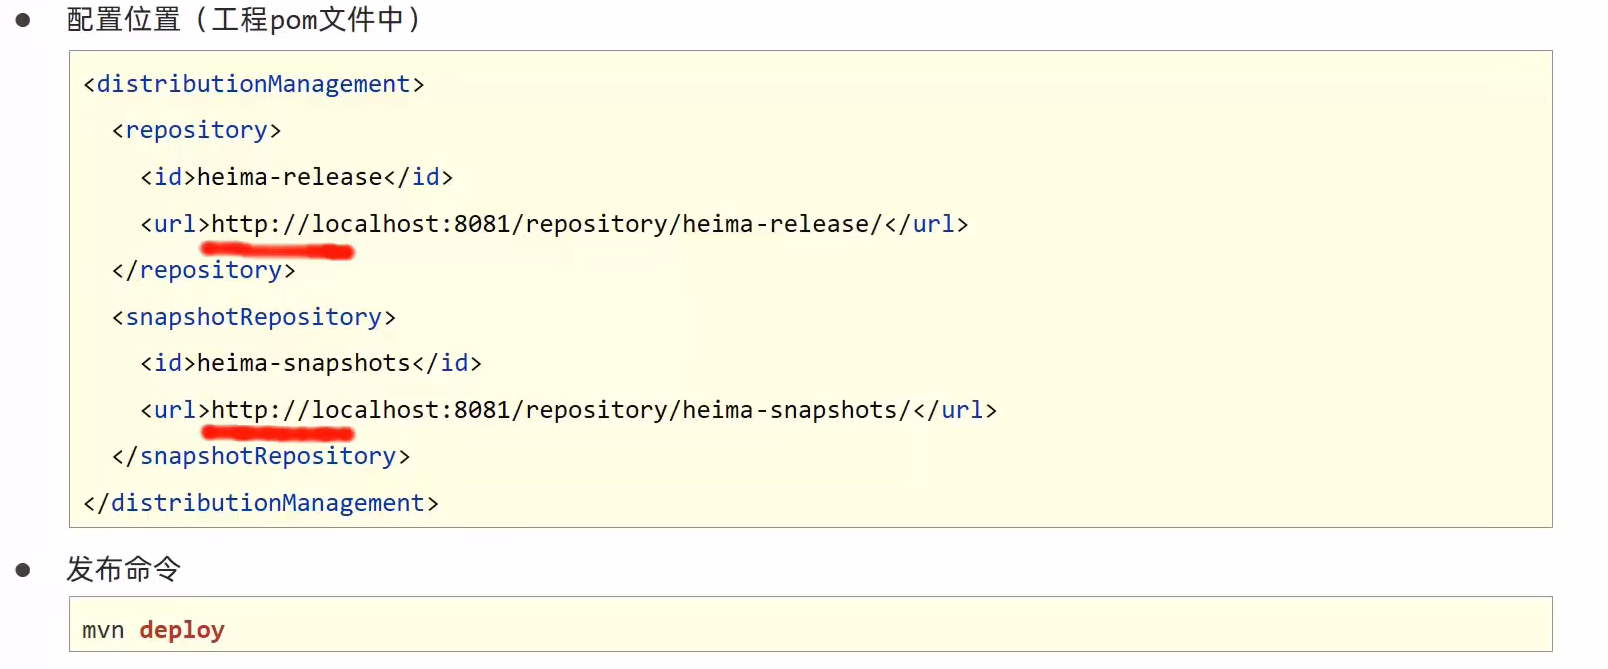 ● 配置位置（工程pom文件中）
<distributionManagement>
<repository>
<id>heima-release</id>
<url>http://localhost:8081/repository/heima-release/</url>
</repository>
<snapshotRepository>
<id>heima-snapshots</id>
<url>http://localhost:8081/repository/heima-snapshots/</url>
</snapshotRepository>
</distributionManagement>
● 发布命令
mvn deploy